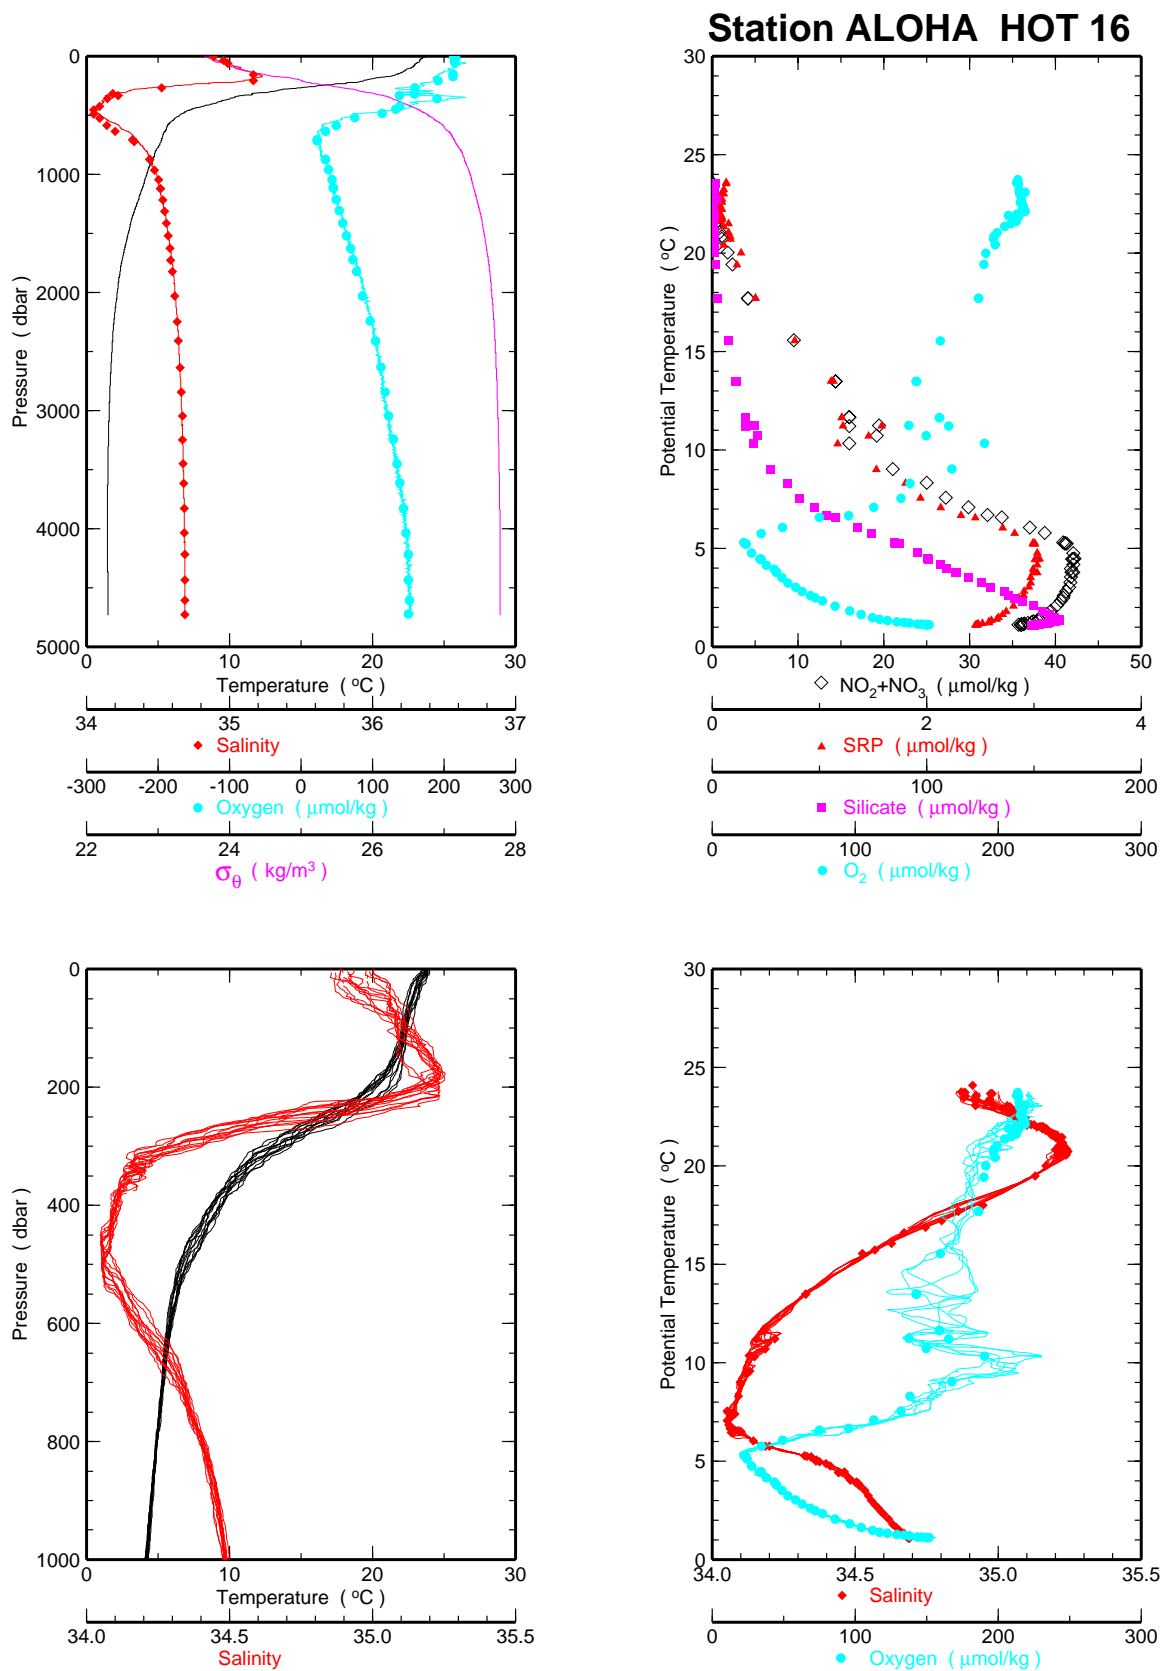 Station ALOHA  HOT 16
0
1000
2000
3000
4000
5000
Pressure ( dbar )
0 10 20 30
Temperature ( °C )
34 35 36 37
Salinity
-300 -200 -100 0 100 200 300
Oxygen ( μmol/kg )
22 23 24 25 26 27 28
σθ ( kg/m³ )
30
25
20
15
10
5
0
Potential Temperature ( °C )
0 10 20 30 40 50
NO₂+NO₃ ( μmol/kg )
0 2 4
SRP ( μmol/kg )
0 100 200
Silicate ( μmol/kg )
0 100 200 300
O₂ ( μmol/kg )
0
200
400
600
800
1000
Pressure ( dbar )
0 10 20 30
Temperature ( °C )
34.0 34.5 35.0 35.5
Salinity
30
25
20
15
10
5
0
Potential Temperature ( °C )
34.0 34.5 35.0 35.5
Salinity
0 100 200 300
Oxygen ( μmol/kg )